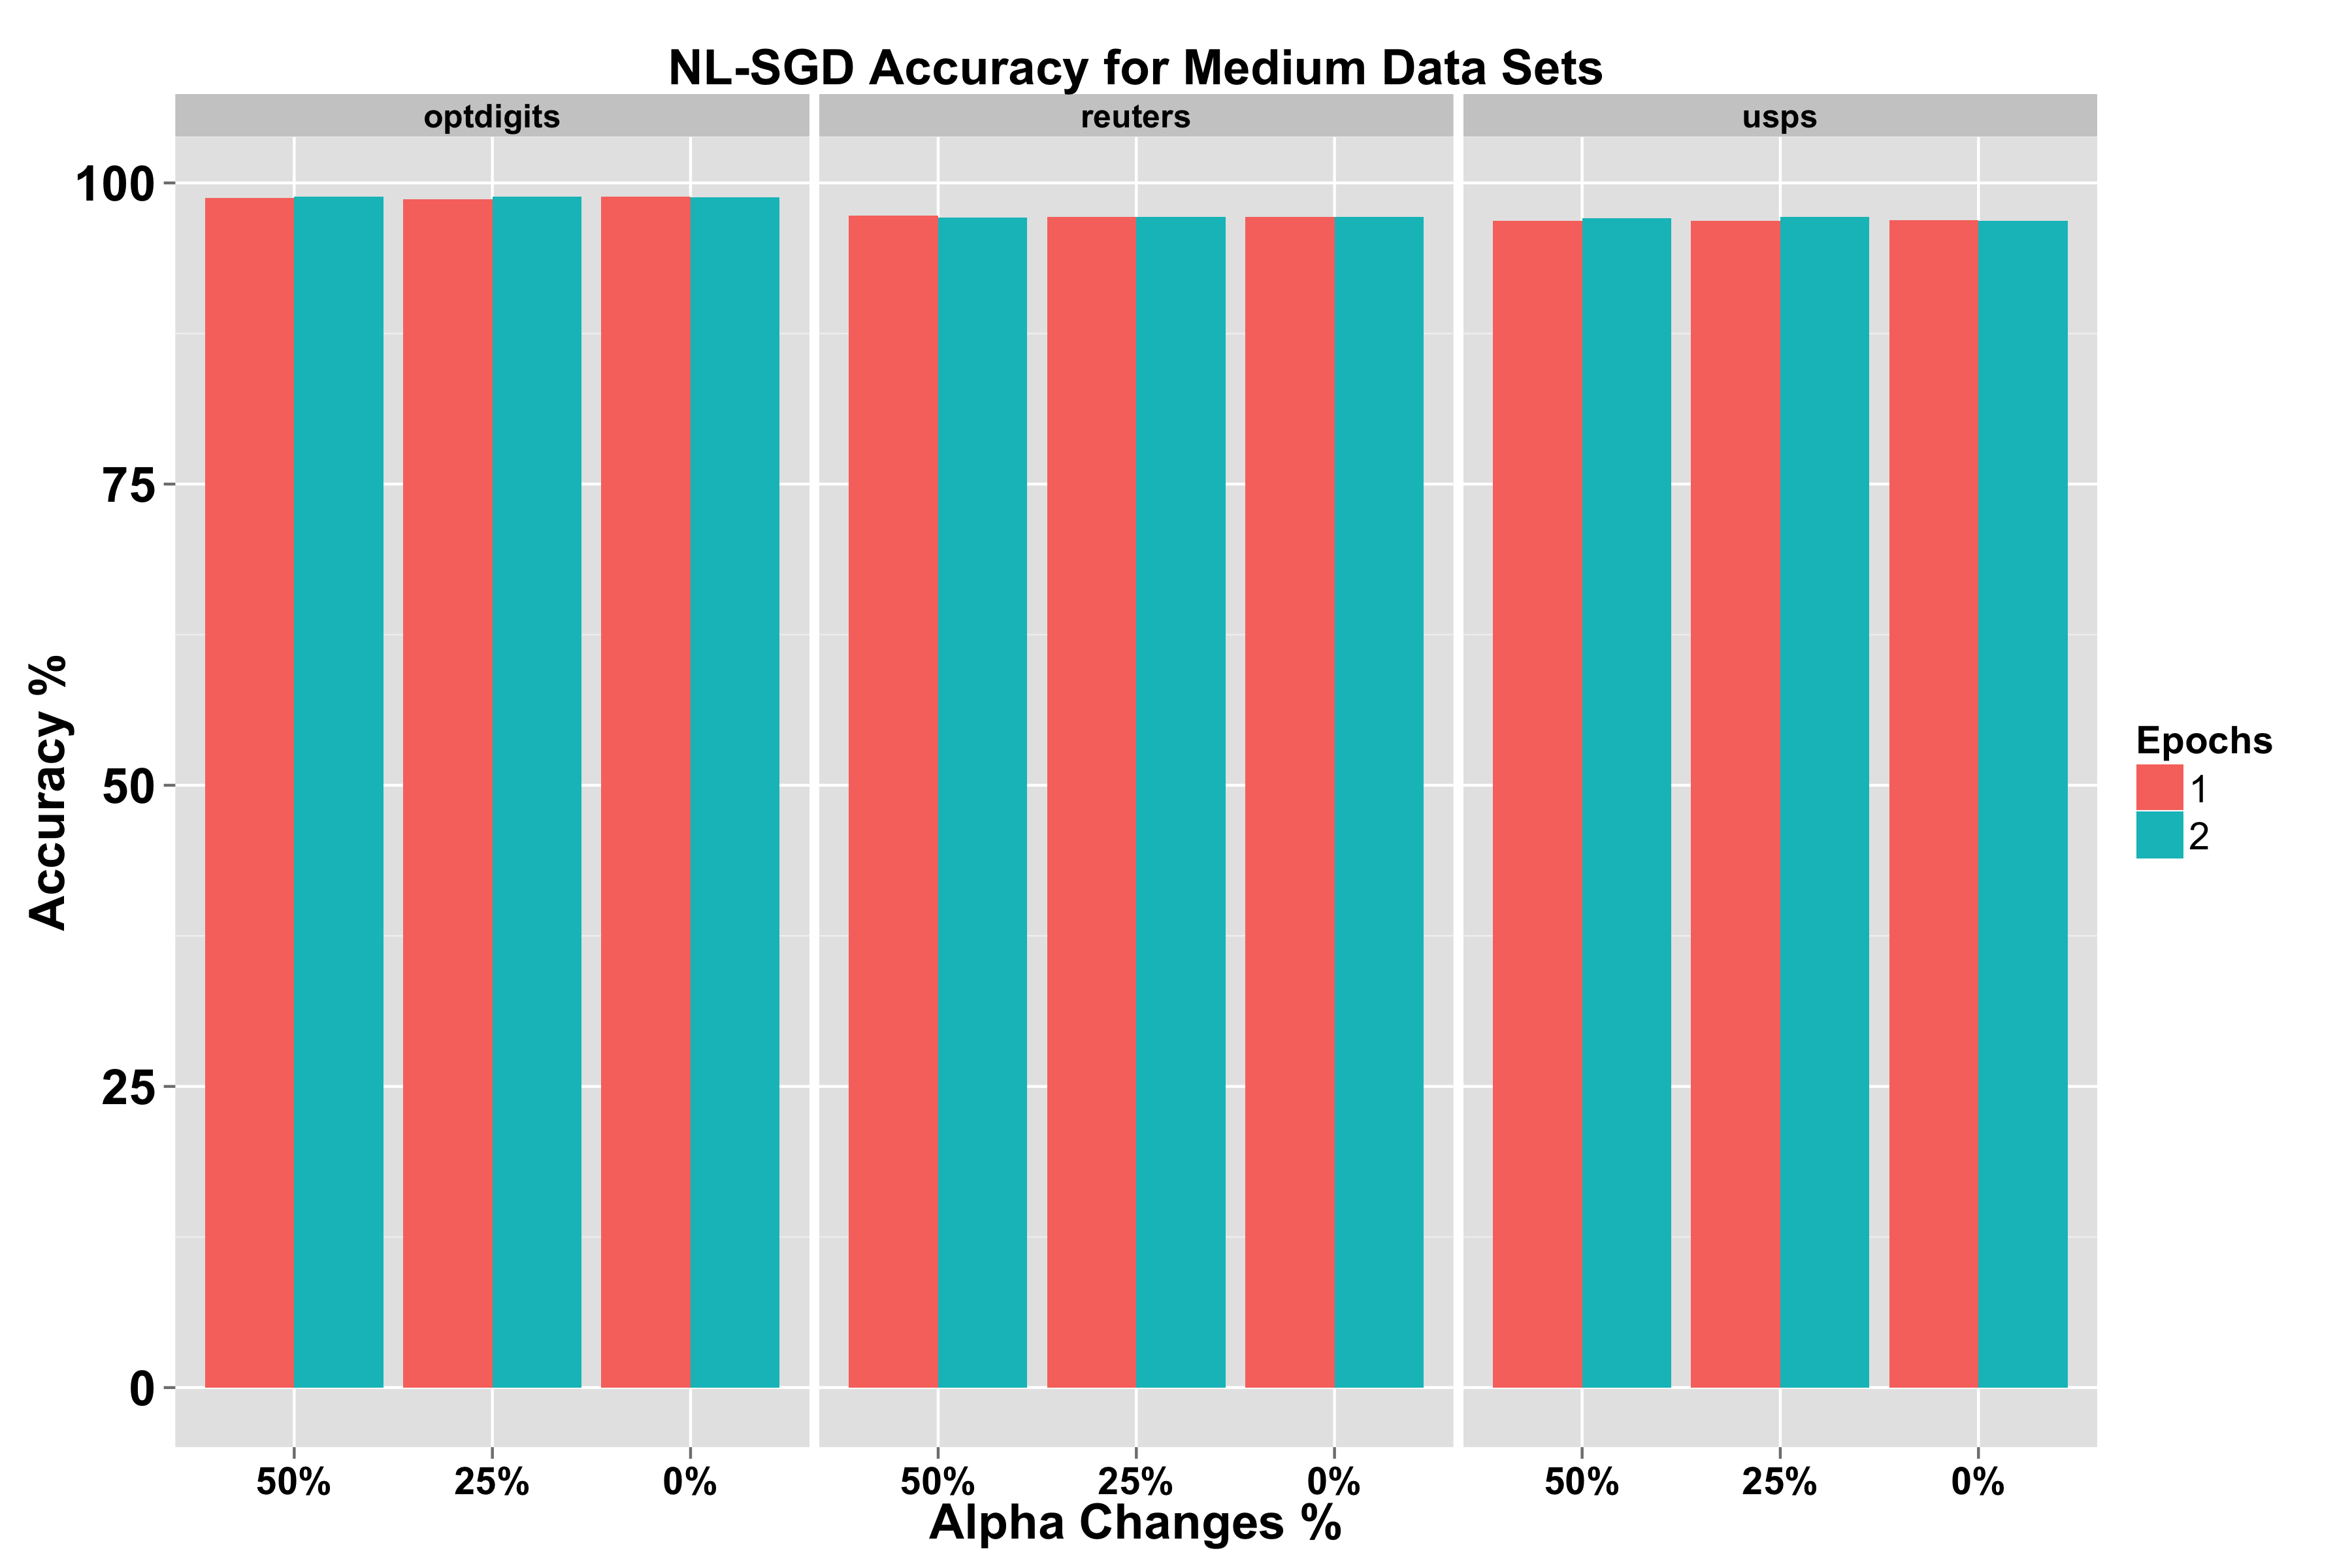 NL-SGD Accuracy for Medium Data Sets
optdigits reuters usps
100
75
50
25
0
Accuracy %
50% 25% 0% 50% 25% 0% 50% 25% 0%
Alpha Changes %
Epochs
1
2